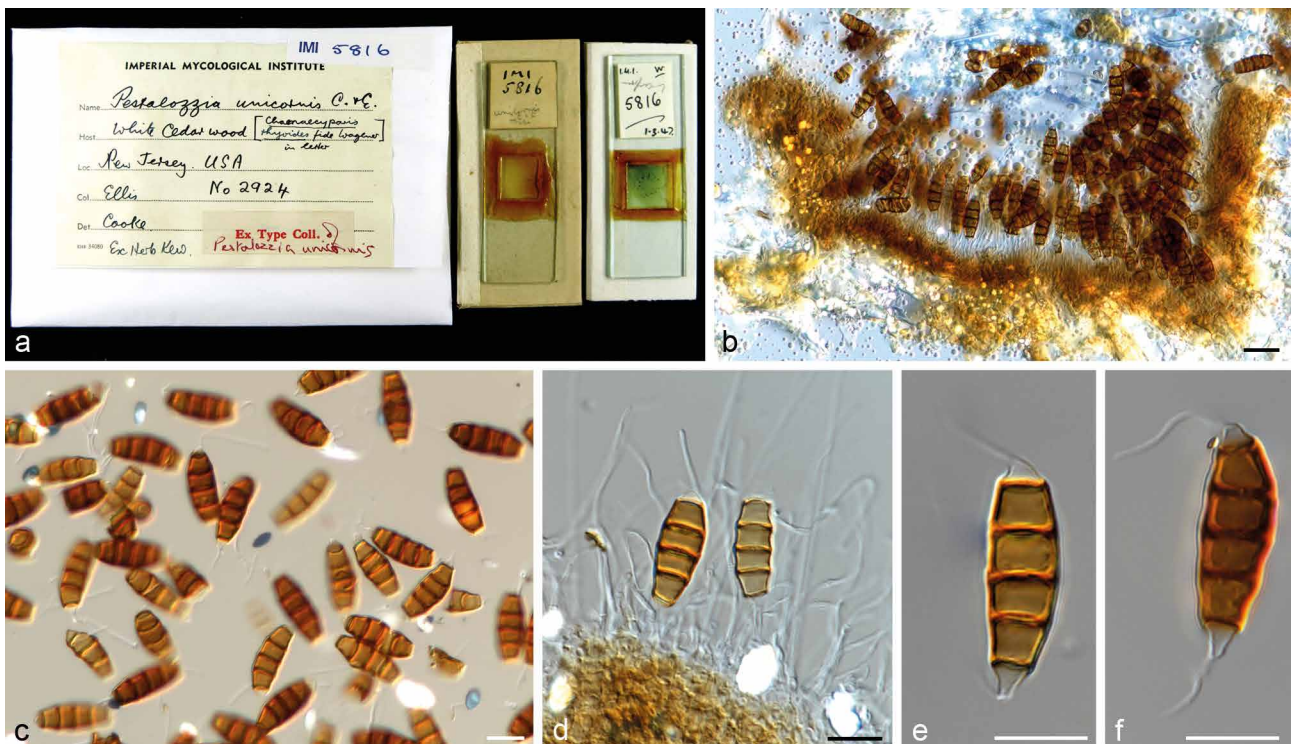 IMI 5816
IMPERIAL MYCOLOGICAL INSTITUTE
Name Pestalozzia unicornis C. & E.
Host White Cedar wood [Chamaecyparis
thyoides fide Wagener]
in letter
Loc New Jersey. USA
Col Ellis No 2924
Det Cooke
Ex Herb Kew.
Ex Type Coll.
Pestalozzia unicornis
IMI
5816
I.M.I. W
5816
1.3.47
a
b
c
d
e
f